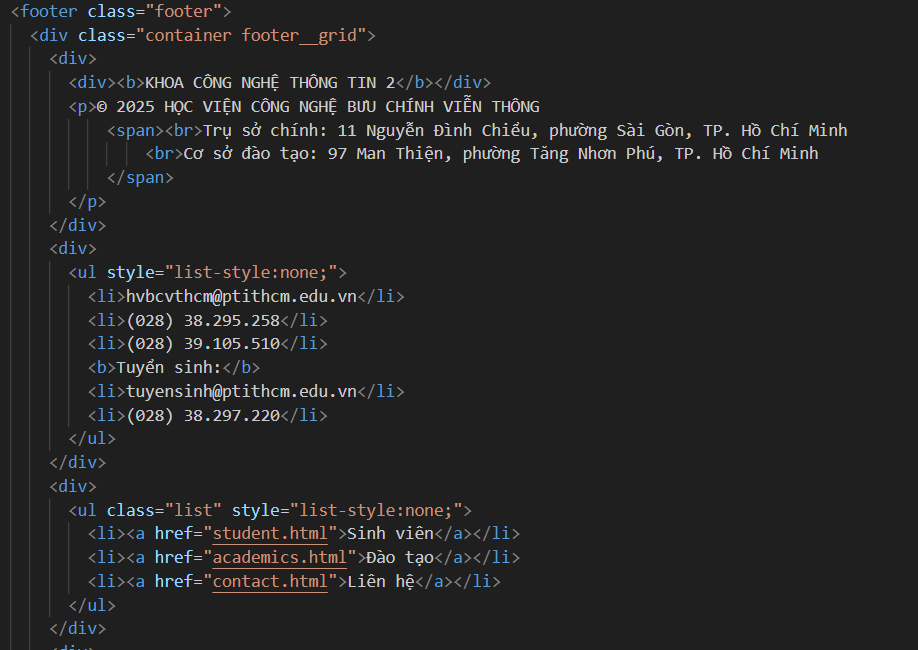 <footer class="footer">
<div class="container footer__grid">
<div>
<div><b>KHOA CÔNG NGHỆ THÔNG TIN 2</b></div>
<p>© 2025 HỌC VIỆN CÔNG NGHỆ BƯU CHÍNH VIỄN THÔNG
<span><br>Trụ sở chính: 11 Nguyễn Đình Chiểu, phường Sài Gòn, TP. Hồ Chí Minh
<br>Cơ sở đào tạo: 97 Man Thiện, phường Tăng Nhơn Phú, TP. Hồ Chí Minh
</span>
</p>
</div>
<div>
<ul style="list-style:none;">
<li>hvbcvthcm@ptithcm.edu.vn</li>
<li>(028) 38.295.258</li>
<li>(028) 39.105.510</li>
<b>Tuyển sinh:</b>
<li>tuyensinh@ptithcm.edu.vn</li>
<li>(028) 38.297.220</li>
</ul>
</div>
<div>
<ul class="list" style="list-style:none;">
<li><a href="student.html">Sinh viên</a></li>
<li><a href="academics.html">Đào tạo</a></li>
<li><a href="contact.html">Liên hệ</a></li>
</ul>
</div>